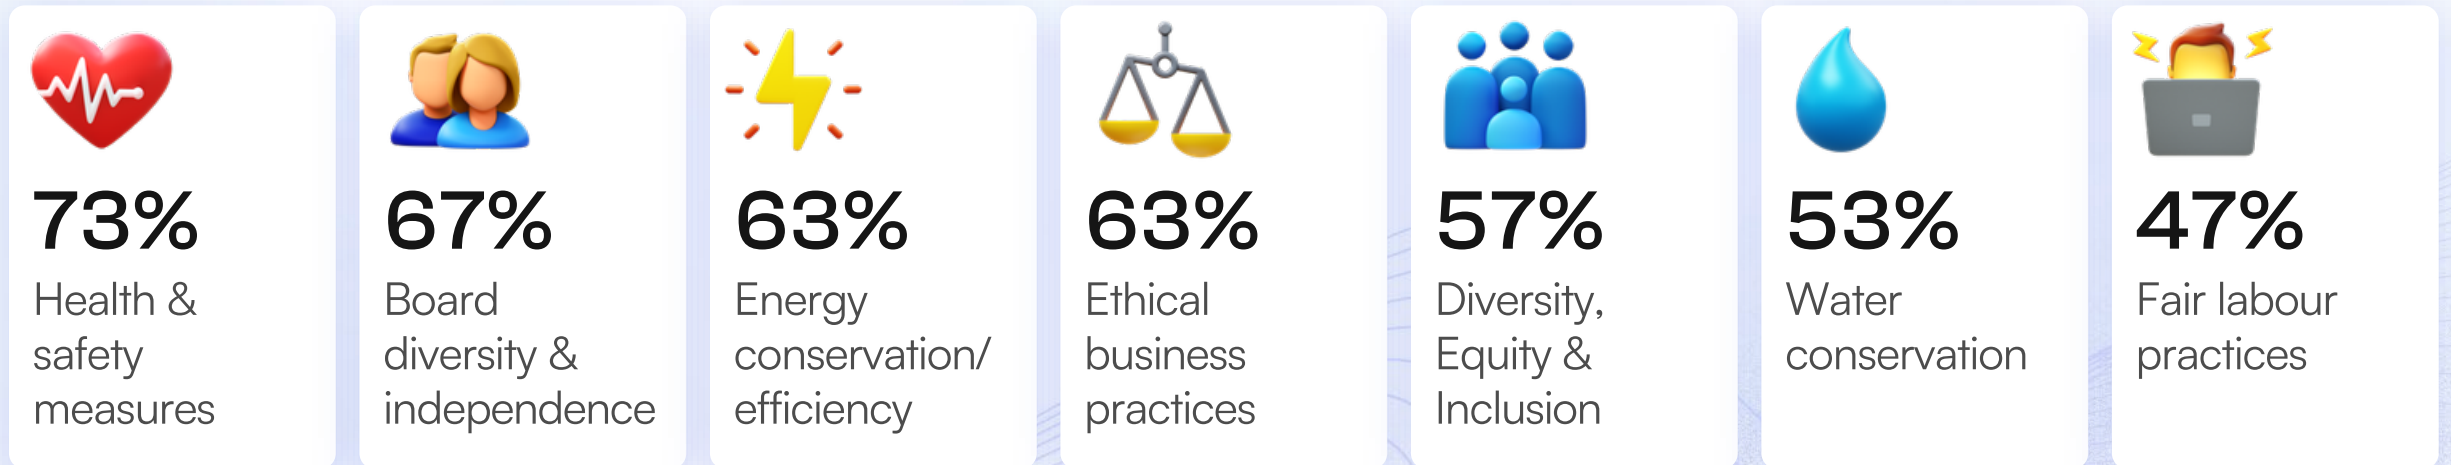 73%
Health &
safety
measures
67%
Board
diversity &
independence
63%
Energy
conservation/
efficiency
63%
Ethical
business
practices
57%
Diversity,
Equity &
Inclusion
53%
Water
conservation
47%
Fair labour
practices